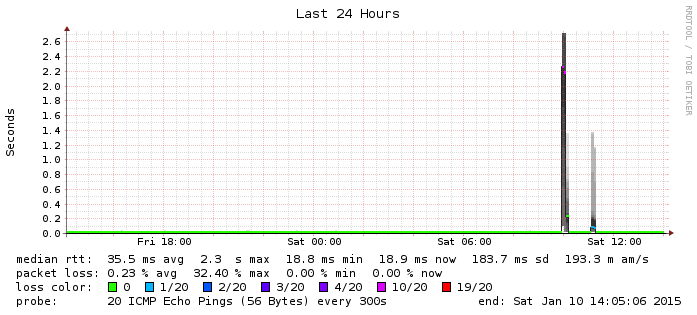 Last 24 Hours
RRDTOOL / TOBI OETIKER
Seconds
2.6
2.4
2.2
2.0
1.8
1.6
1.4
1.2
1.0
0.8
0.6
0.4
0.2
0.0
Fri 18:00 Sat 00:00 Sat 06:00 Sat 12:00
median rtt: 35.5 ms avg 2.3 s max 18.8 ms min 18.9 ms now 183.7 ms sd 193.3 m am/s
packet loss: 0.23 % avg 32.40 % max 0.00 % min 0.00 % now
loss color: 0 1/20 2/20 3/20 4/20 10/20 19/20
probe: 20 ICMP Echo Pings (56 Bytes) every 300s end: Sat Jan 10 14:05:06 2015